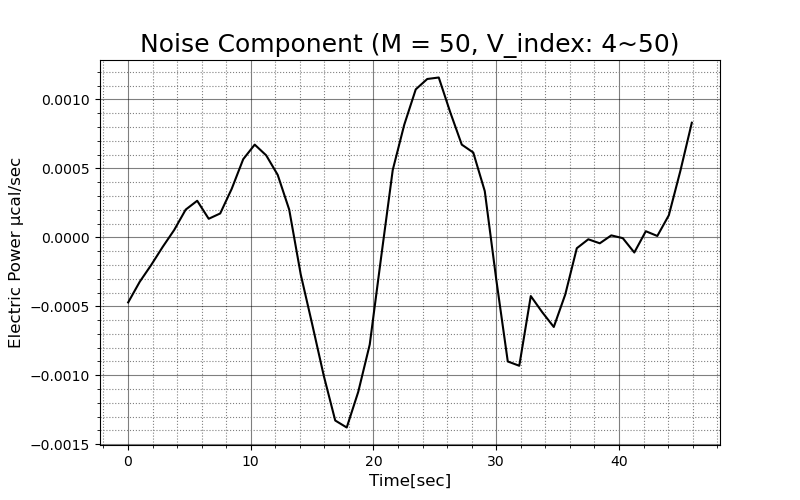 Noise Component (M = 50, V_index: 4~50)
Electric Power μcal/sec
0.0010
0.0005
0.0000
−0.0005
−0.0010
−0.0015
0 10 20 30 40
Time[sec]